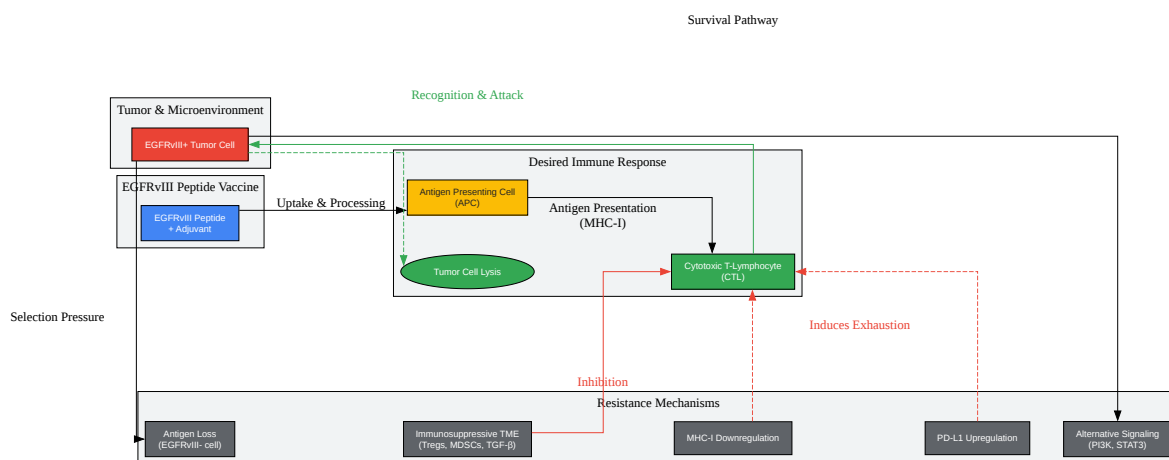 Survival Pathway
Recognition & Attack
Tumor & Microenvironment
EGFRvIII+ Tumor Cell
Desired Immune Response
EGFRvIII Peptide Vaccine
Antigen Presenting Cell
(APC)
Uptake & Processing
Antigen Presentation
(MHC-I)
EGFRvIII Peptide
+ Adjuvant
Tumor Cell Lysis
Cytotoxic T-Lymphocyte
(CTL)
Selection Pressure
Induces Exhaustion
Inhibition
Resistance Mechanisms
Antigen Loss
(EGFRvIII- cell)
Immunosuppressive TME
(Tregs, MDSCs, TGF-β)
MHC-I Downregulation
PD-L1 Upregulation
Alternative Signaling
(PI3K, STAT3)